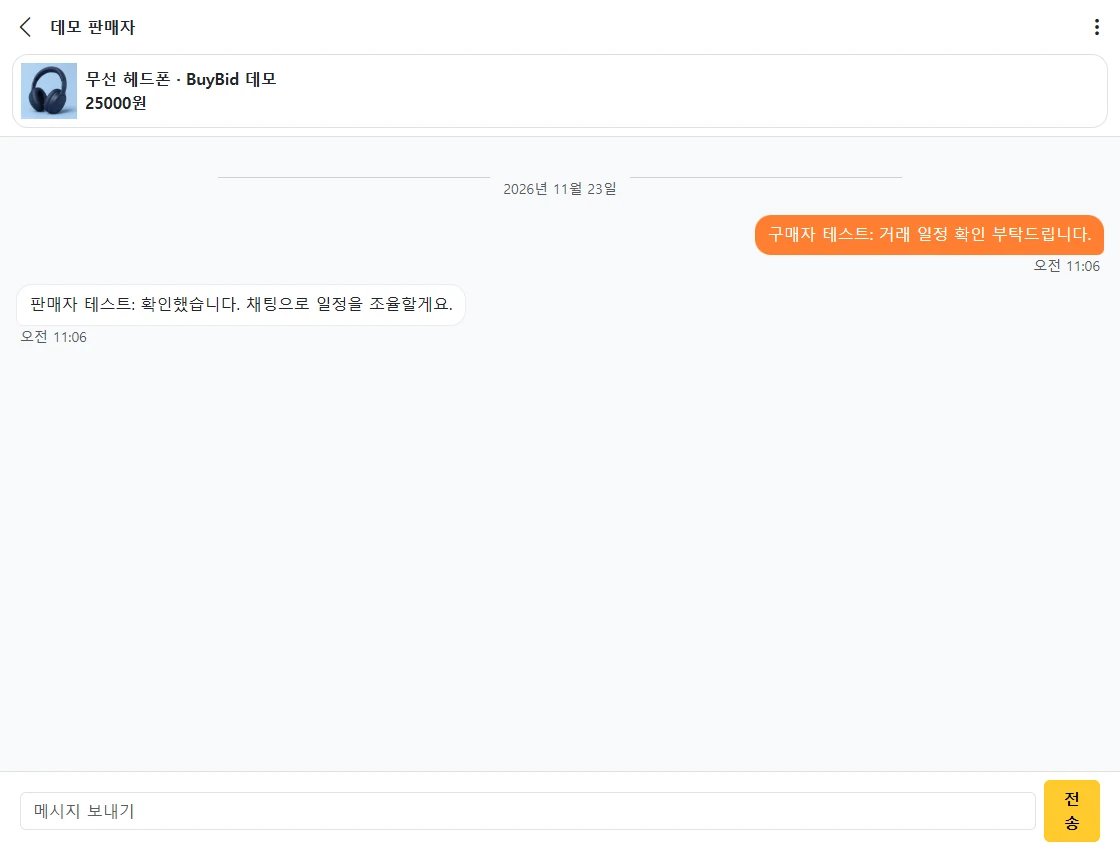 데모 판매자
무선 헤드폰 · BuyBid 데모
25000원
2026년 11월 23일
구매자 테스트: 거래 일정 확인 부탁드립니다.
오전 11:06
판매자 테스트: 확인했습니다. 채팅으로 일정을 조율할게요.
오전 11:06
메시지 보내기
전
송